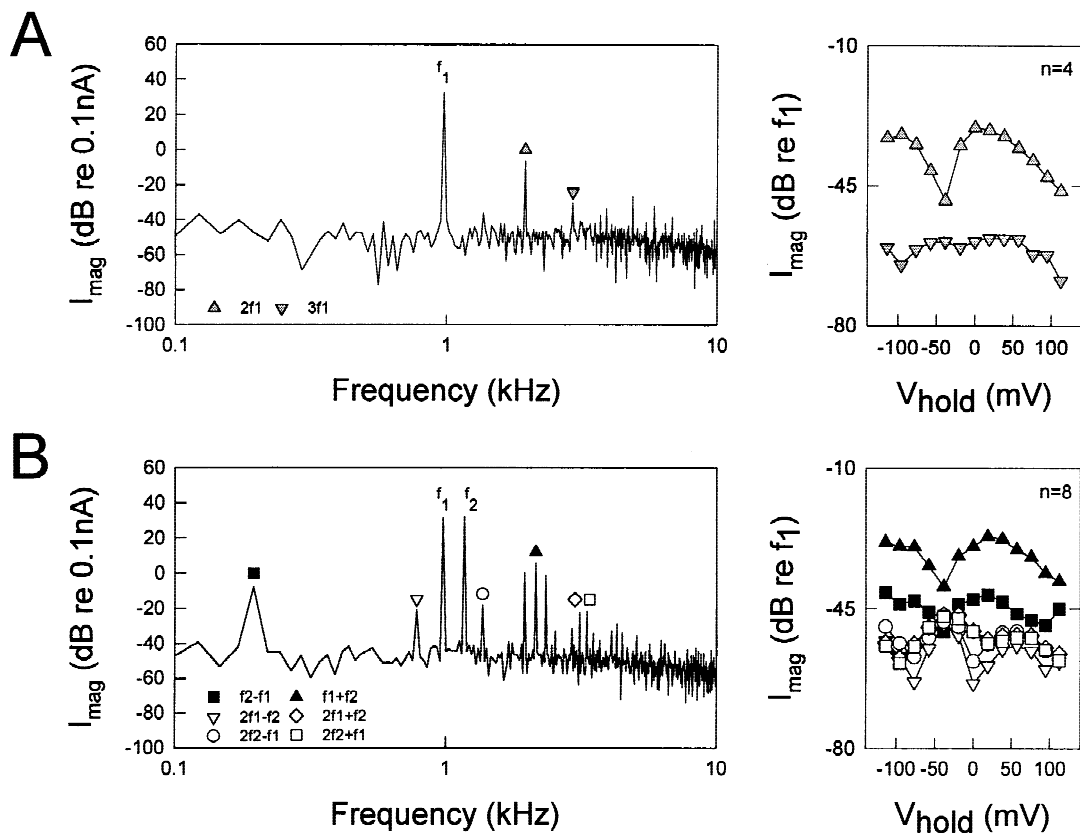 A
I_mag (dB re 0.1nA)
60
40
20
0
-20
-40
-60
-80
-100
f_1
2f1 3f1
0.1 1 10
Frequency (kHz)
I_mag (dB re f_1)
-10
-45
-80
n=4
-100 -50 0 50 100
V_hold (mV)
B
I_mag (dB re 0.1nA)
60
40
20
0
-20
-40
-60
-80
-100
f_1 f_2
f2-f1 f1+f2
2f1-f2 2f1+f2
2f2-f1 2f2+f1
0.1 1 10
Frequency (kHz)
I_mag (dB re f1)
-10
-45
-80
n=8
-100 -50 0 50 100
V_hold (mV)